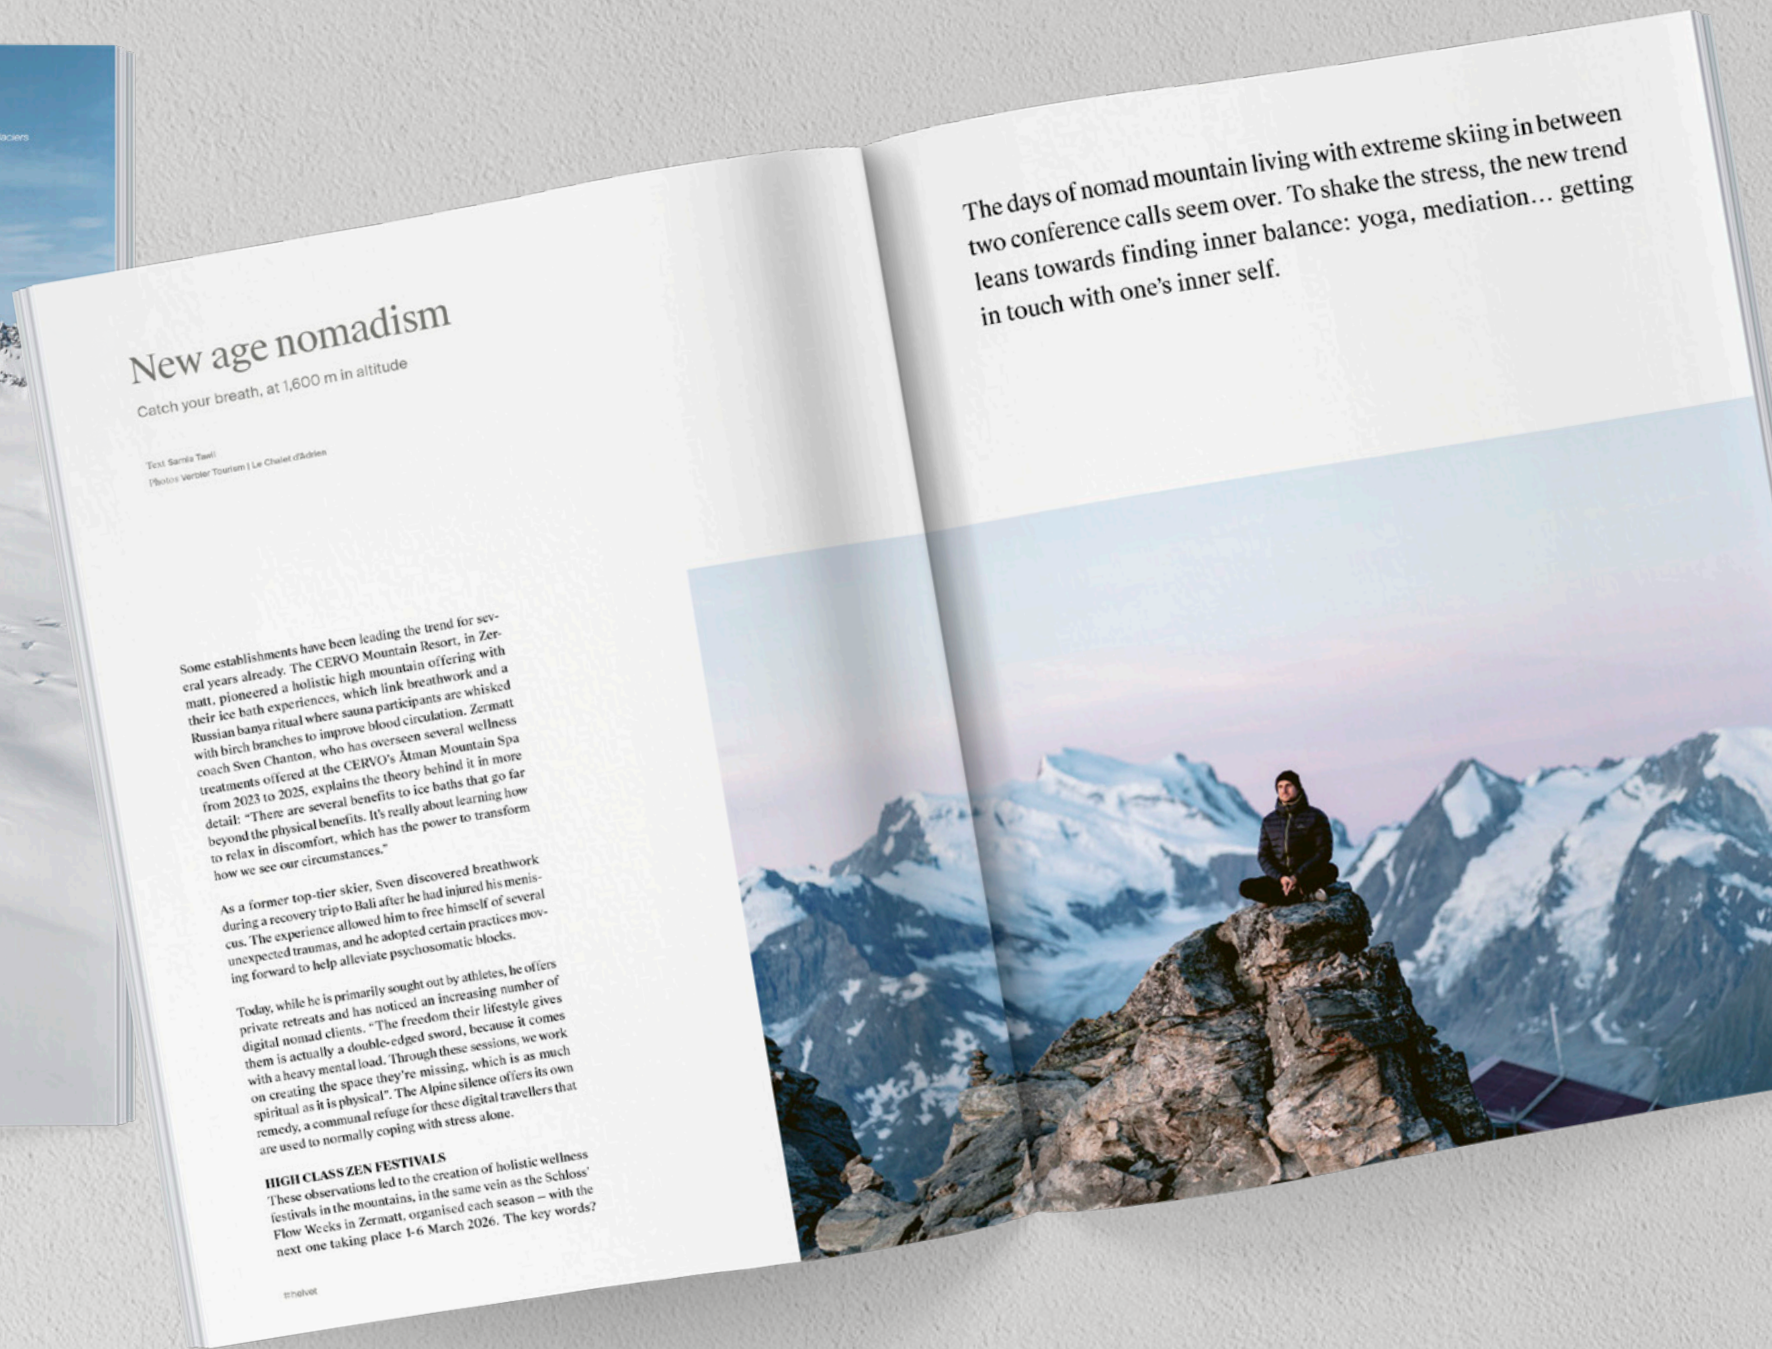 laciers
New age nomadism
Catch your breath, at 1,600 m in altitude
Text Samia Tawil
Photos Verbier Tourism | Le Chalet d'Adrien
Some establishments have been leading the trend for sev-
eral years already. The CERVO Mountain Resort, in Zer-
matt, pioneered a holistic high mountain offering with
their ice bath experiences, which link breathwork and a
Russian banya ritual where sauna participants are whisked
with birch branches to improve blood circulation. Zermatt
coach Sven Chanton, who has overseen several wellness
treatments offered at the CERVO's Ātman Mountain Spa
from 2023 to 2025, explains the theory behind it in more
detail: “There are several benefits to ice baths that go far
beyond the physical benefits. It's really about learning how
to relax in discomfort, which has the power to transform
how we see our circumstances.”
As a former top-tier skier, Sven discovered breathwork
during a recovery trip to Bali after he had injured his menis-
cus. The experience allowed him to free himself of several
unexpected traumas, and he adopted certain practices mov-
ing forward to help alleviate psychosomatic blocks.
Today, while he is primarily sought out by athletes, he offers
private retreats and has noticed an increasing number of
digital nomad clients. “The freedom their lifestyle gives
them is actually a double-edged sword, because it comes
with a heavy mental load. Through these sessions, we work
on creating the space they're missing, which is as much
spiritual as it is physical”. The Alpine silence offers its own
remedy, a communal refuge for these digital travellers that
are used to normally coping with stress alone.
HIGH CLASS ZEN FESTIVALS
These observations led to the creation of holistic wellness
festivals in the mountains, in the same vein as the Schloss'
Flow Weeks in Zermatt, organised each season – with the
next one taking place 1-6 March 2026. The key words?
The days of nomad mountain living with extreme skiing in between
two conference calls seem over. To shake the stress, the new trend
leans towards finding inner balance: yoga, mediation… getting
in touch with one's inner self.